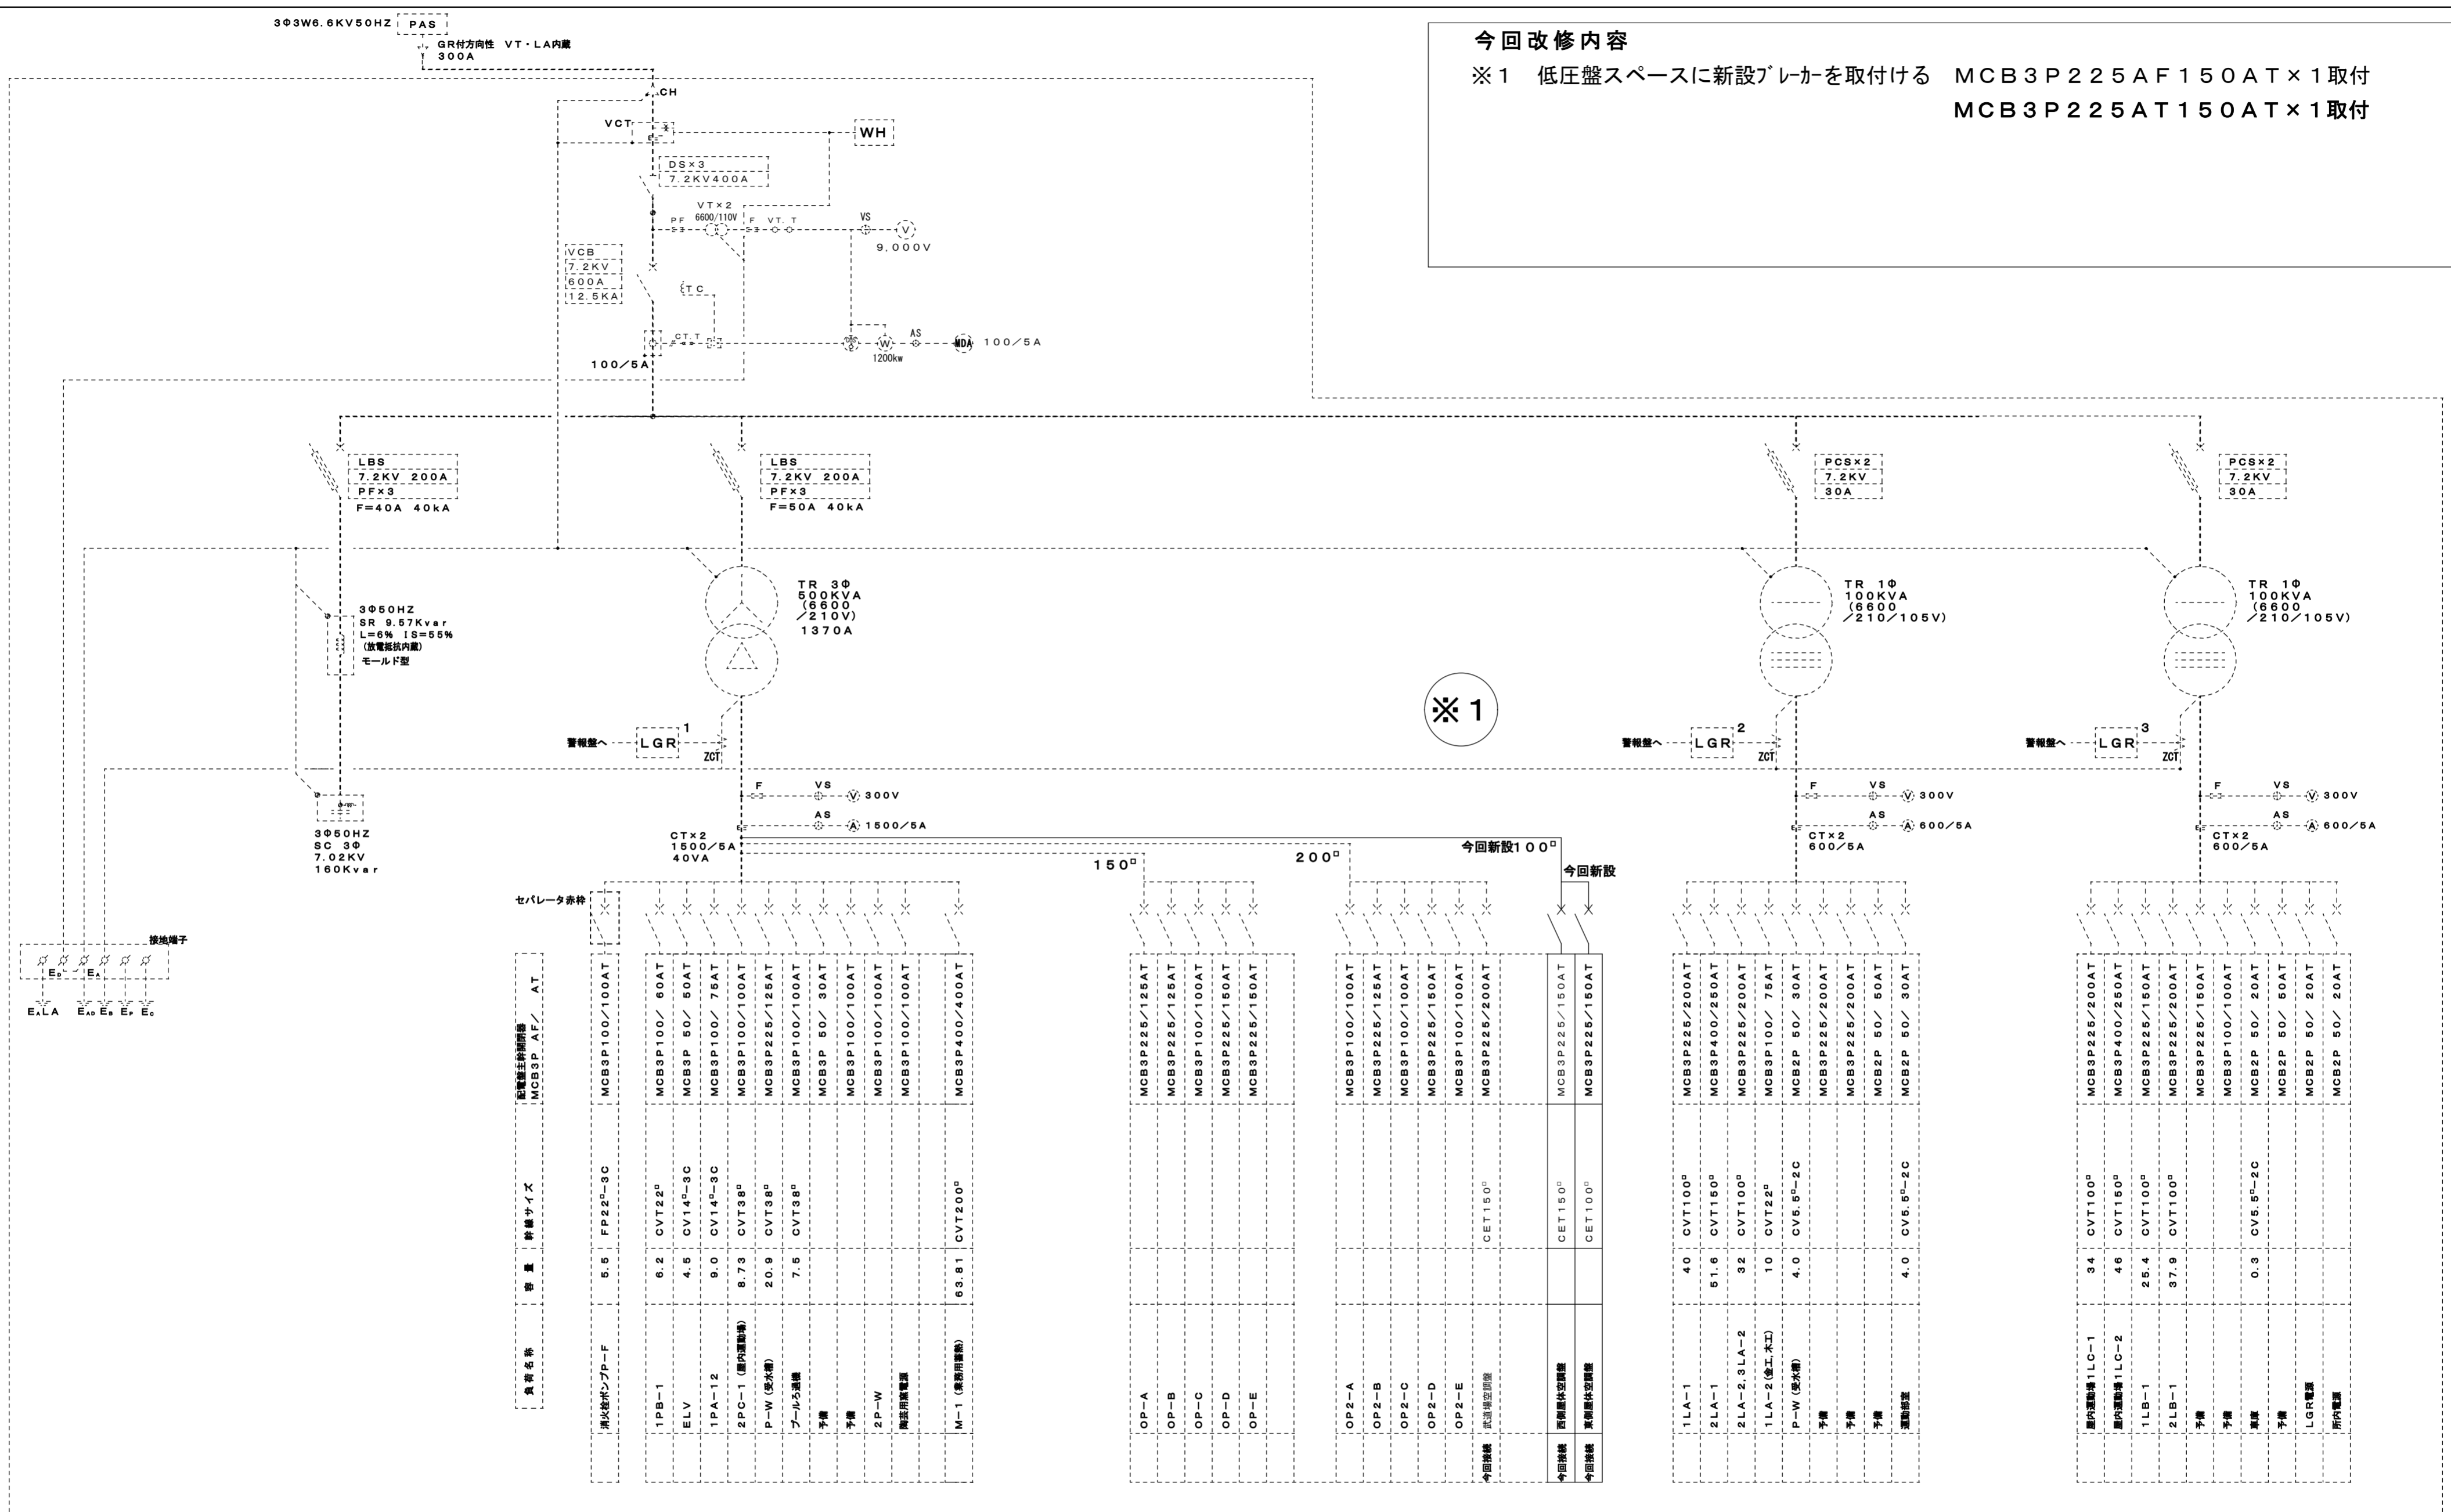 3Φ3W6.6KV50HZ
PAS
GR付方向性 VT・LA内蔵
300A
今回改修内容
※1 低圧盤スペースに新設ブレーカーを取付ける MCB3P225AF150AT×1取付
MCB3P225AT150AT×1取付
CH
VCT
WH
DS×3
7.2KV400A
VT×2
6600/110V
PF
F
VT.T
VS
V
9,000V
VCB
7.2KV
600A
12.5KA
TC
CT.T
100/5A
W
1200kw
AS
MDA
100/5A
LBS
7.2KV 200A
PF×3
F=40A 40kA
LBS
7.2KV 200A
PF×3
F=50A 40kA
PCS×2
7.2KV
30A
PCS×2
7.2KV
30A
3Φ50HZ
SR 9.57Kvar
L=6% IS=55%
(放電抵抗内蔵)
モールド型
TR 3Φ
500KVA
(6600
/210V)
1370A
TR 1Φ
100KVA
(6600
/210/105V)
TR 1Φ
100KVA
(6600
/210/105V)
※1
警報盤へ
LGR
1
ZCT
警報盤へ
LGR
2
ZCT
警報盤へ
LGR
3
ZCT
3Φ50HZ
SC 3Φ
7.02KV
160Kvar
F
VS
V
300V
AS
A
1500/5A
CT×2
1500/5A
40VA
F
VS
V
300V
AS
A
600/5A
CT×2
600/5A
F
VS
V
300V
AS
A
600/5A
CT×2
600/5A
150□
200□
今回新設100□
今回新設
セパレータ赤枠
接地端子
ED
EA
EALA
EAD
EB
EP
EC
配電盤主幹開閉器
MCB3P AF/ AT
幹線サイズ
容量
負荷名称
MCB3P100/100AT
FP22□-3C
5.5
消火栓ポンプP-F
MCB3P100/ 60AT
CVT22□
6.2
1PB-1
MCB3P 50/ 50AT
CV14□-3C
4.5
ELV
MCB3P100/ 75AT
CV14□-3C
9.0
1PA-12
MCB3P100/100AT
CVT38□
8.73
2PC-1(屋内運動場)
MCB3P225/125AT
CVT38□
20.9
P-W(受水槽)
MCB3P100/100AT
CVT38□
7.5
プールろ過機
MCB3P 50/ 30AT
予備
MCB3P100/100AT
予備
MCB3P100/100AT
2P-W
MCB3P100/100AT
陶芸用窯電源
MCB3P400/400AT
CVT200□
63.81
M-1(業務用蓄熱)
MCB3P225/125AT
OP-A
MCB3P225/125AT
OP-B
MCB3P100/100AT
OP-C
MCB3P225/150AT
OP-D
MCB3P225/150AT
OP-E
MCB3P100/100AT
OP2-A
MCB3P225/125AT
OP2-B
MCB3P100/100AT
OP2-C
MCB3P225/150AT
OP2-D
MCB3P100/100AT
OP2-E
MCB3P225/200AT
CET150□
武道場空調盤
今回接続
MCB3P225/150AT
CET150□
西側屋体空調盤
今回接続
MCB3P225/150AT
CET100□
東側屋体空調盤
今回接続
MCB3P225/200AT
CVT100□
40
1LA-1
MCB3P400/250AT
CVT150□
51.6
2LA-1
MCB3P225/200AT
CVT100□
32
2LA-2,3LA-2
MCB3P100/ 75AT
CVT22□
10
1LA-2(金工,木工)
MCB2P 50/ 30AT
CV5.5□-2C
4.0
P-W(受水槽)
MCB3P225/200AT
予備
MCB3P225/200AT
予備
MCB2P 50/ 50AT
予備
MCB2P 50/ 30AT
CV5.5□-2C
4.0
運動部室
MCB3P225/200AT
CVT100□
34
屋内運動場1LC-1
MCB3P400/250AT
CVT150□
46
屋内運動場1LC-2
MCB3P225/150AT
CVT100□
25.4
1LB-1
MCB3P225/200AT
CVT100□
37.9
2LB-1
MCB3P225/150AT
予備
MCB3P100/100AT
予備
MCB2P 50/ 20AT
CV5.5□-2C
0.3
車庫
MCB2P 50/ 50AT
予備
MCB2P 50/ 20AT
LGR電源
MCB2P 50/ 20AT
所内電源